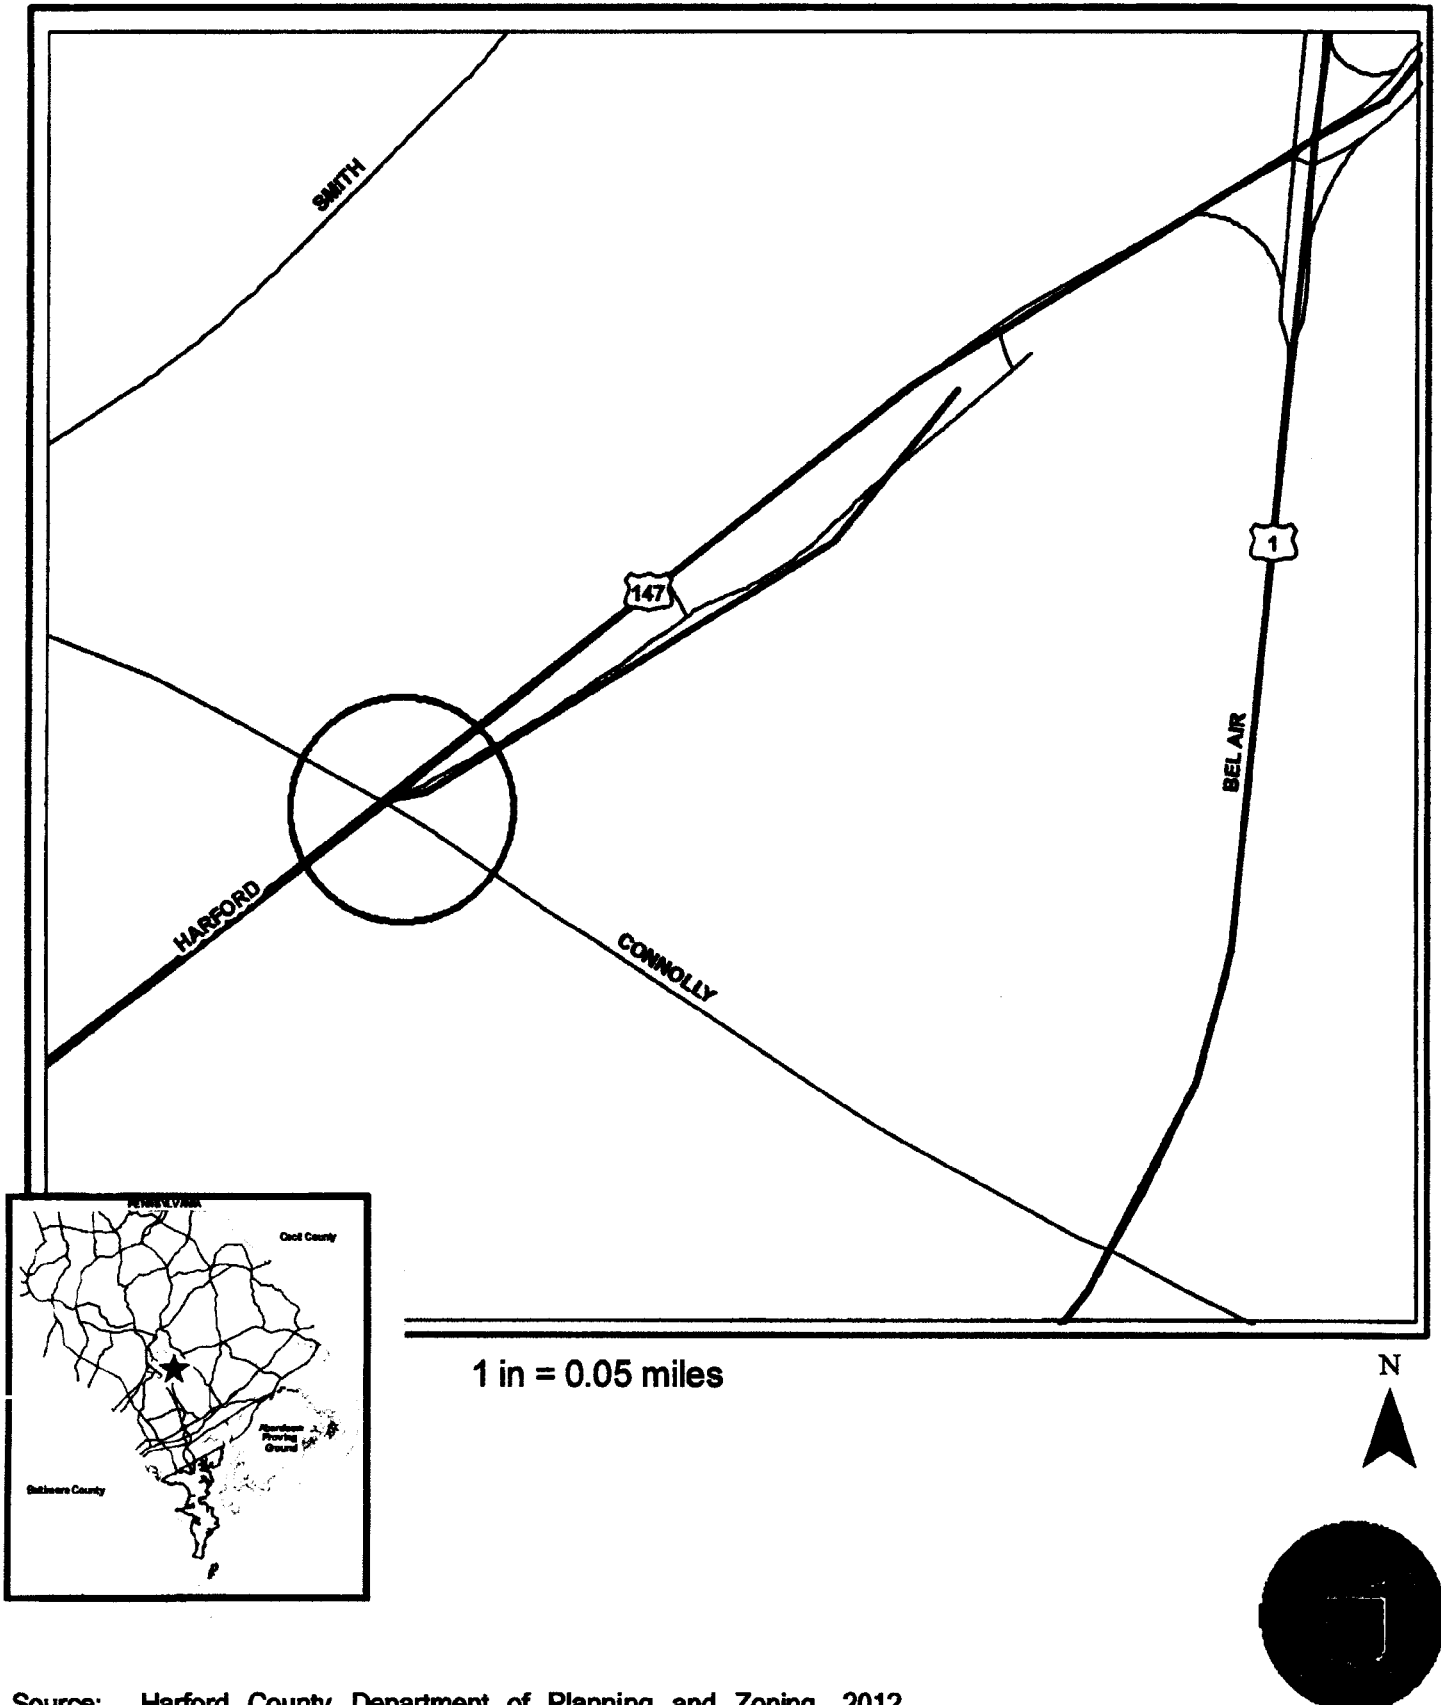 SMITH
147
1
BEL AIR
HARFORD
CONNOLLY
PENNSYLVANIA
Cecil County
Aberdeen
Proving
Ground
Baltimore County
1 in = 0.05 miles
N
Source: Harford County Department of Planning and Zoning, 2012